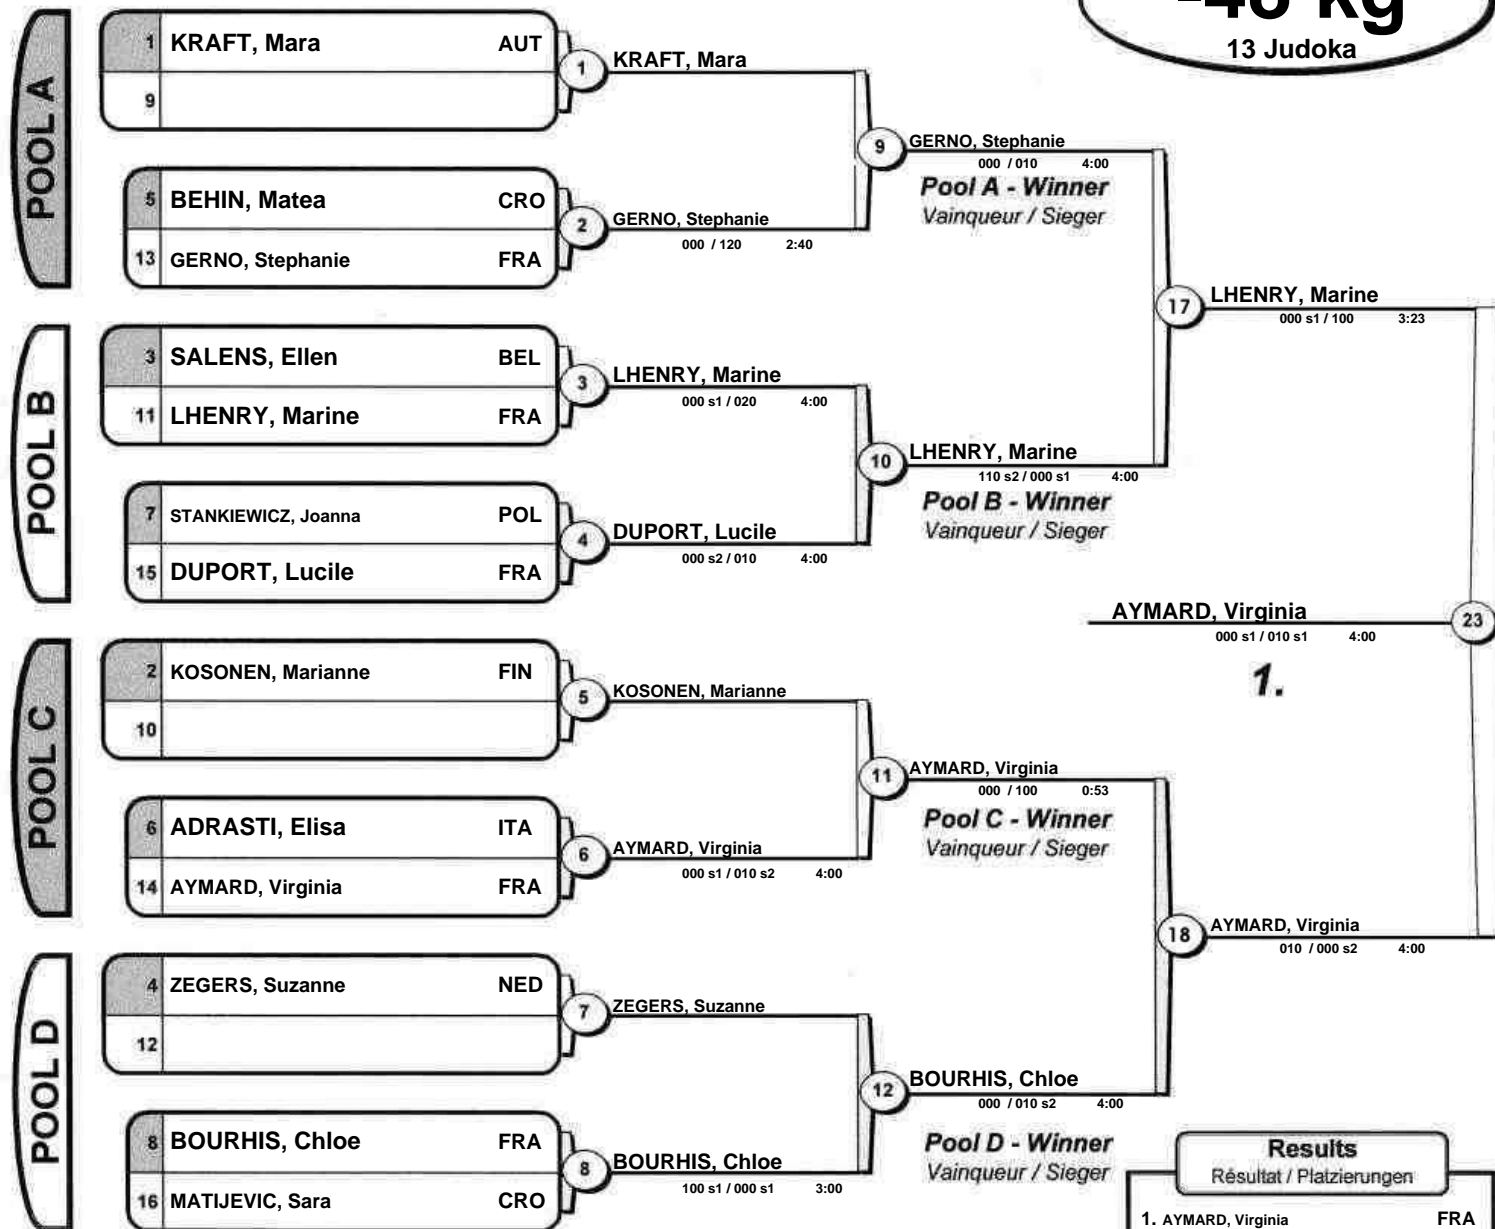 -48 kg
13 Judoka
POOL A
1 KRAFT, Mara AUT
9
1 KRAFT, Mara
5 BEHIN, Matea CRO
13 GERNO, Stephanie FRA
2 GERNO, Stephanie
000 / 120 2:40
9 GERNO, Stephanie
000 / 010 4:00
Pool A - Winner
Vainqueur / Sieger
POOL B
3 SALENS, Ellen BEL
11 LHENRY, Marine FRA
3 LHENRY, Marine
000 s1 / 020 4:00
7 STANKIEWICZ, Joanna POL
15 DUPORT, Lucile FRA
4 DUPORT, Lucile
000 s2 / 010 4:00
10 LHENRY, Marine
110 s2 / 000 s1 4:00
Pool B - Winner
Vainqueur / Sieger
17 LHENRY, Marine
000 s1 / 100 3:23
AYMARD, Virginia 23
000 s1 / 010 s1 4:00
1.
POOL C
2 KOSONEN, Marianne FIN
10
5 KOSONEN, Marianne
6 ADRASTI, Elisa ITA
14 AYMARD, Virginia FRA
6 AYMARD, Virginia
000 s1 / 010 s2 4:00
11 AYMARD, Virginia
000 / 100 0:53
Pool C - Winner
Vainqueur / Sieger
18 AYMARD, Virginia
010 / 000 s2 4:00
POOL D
4 ZEGERS, Suzanne NED
12
7 ZEGERS, Suzanne
8 BOURHIS, Chloe FRA
16 MATIJEVIC, Sara CRO
8 BOURHIS, Chloe
100 s1 / 000 s1 3:00
12 BOURHIS, Chloe
000 / 010 s2 4:00
Pool D - Winner
Vainqueur / Sieger
Results
Résultat / Platzierungen
1. AYMARD, Virginia FRA